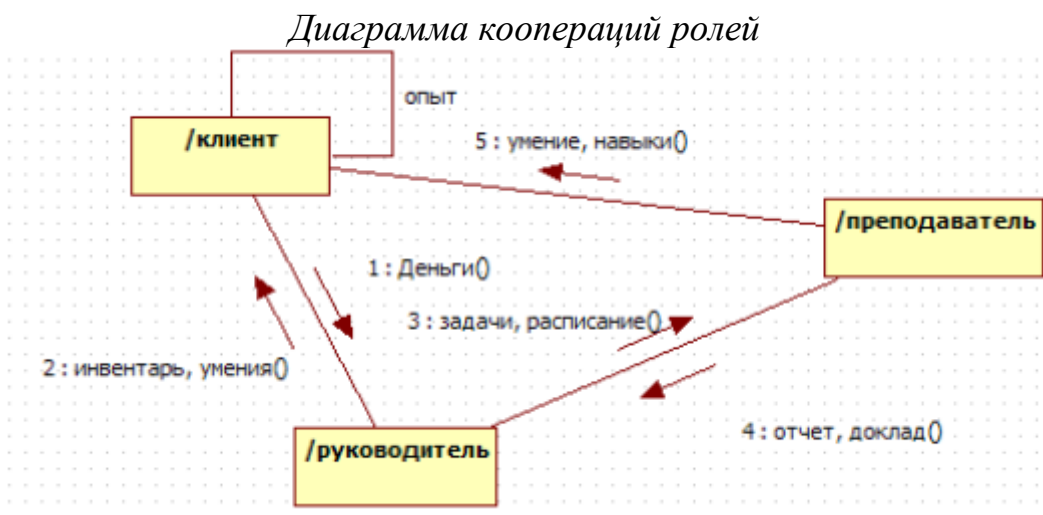 Диаграмма коопераций ролей
опыт
/клиент
5 : умение, навыки()
/преподаватель
1 : Деньги()
3 : задачи, расписание()
2 : инвентарь, умения()
/руководитель
4 : отчет, доклад()